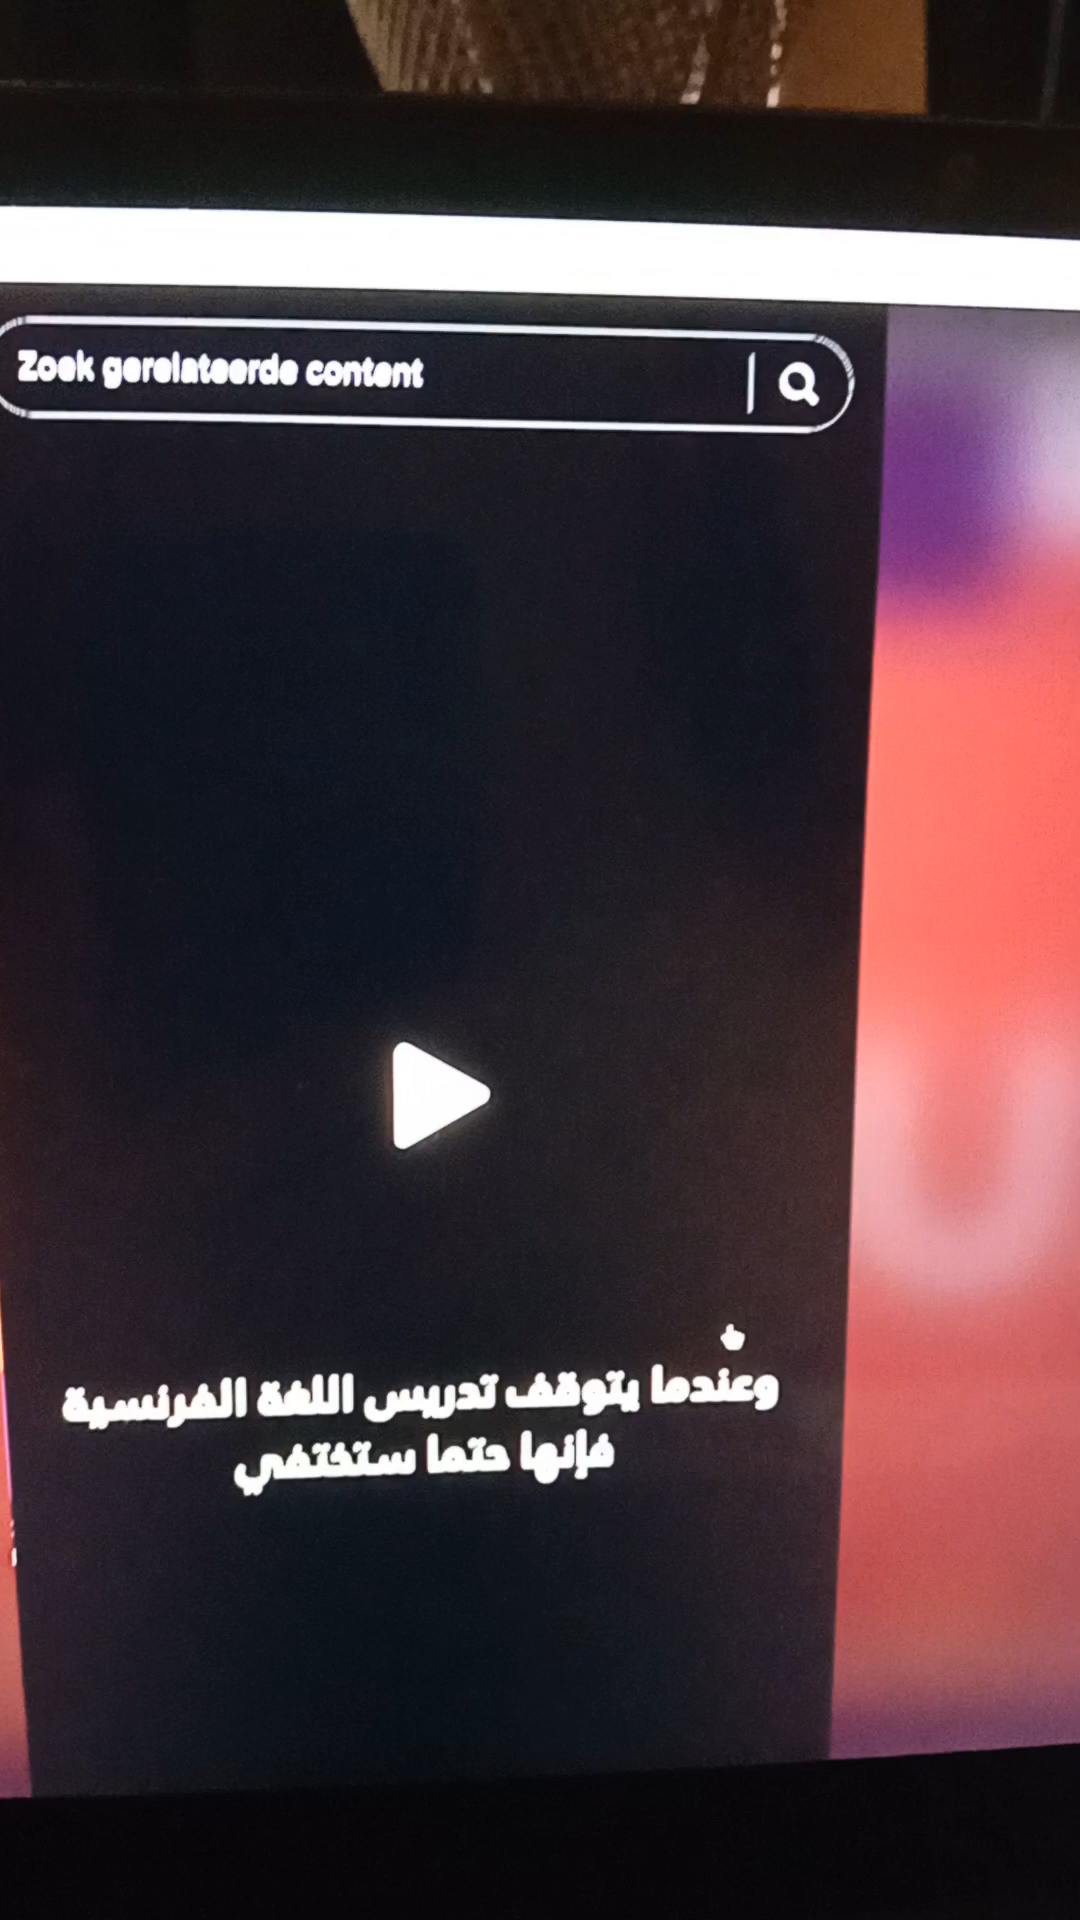 Zoek gerelateerde content
وعندما يتوقف تدريس اللغة الفرنسية
فإنها حتما ستختفي